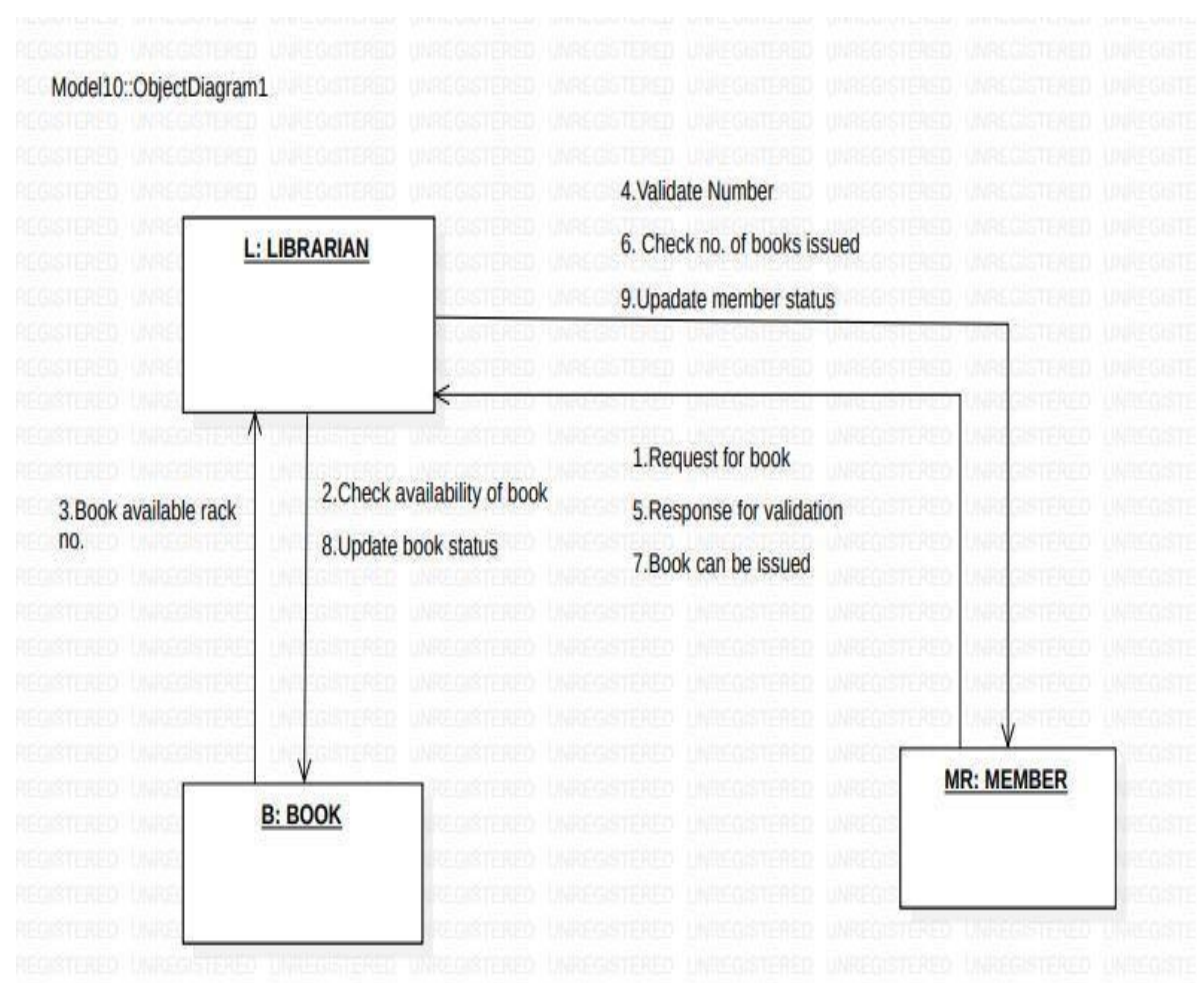 Model10::ObjectDiagram1
4.Validate Number
L: LIBRARIAN
6. Check no. of books issued
9.Upadate member status
1.Request for book
2.Check availability of book
3.Book available rack
no.
5.Response for validation
8.Update book status
7.Book can be issued
MR: MEMBER
B: BOOK
UNREGISTERED